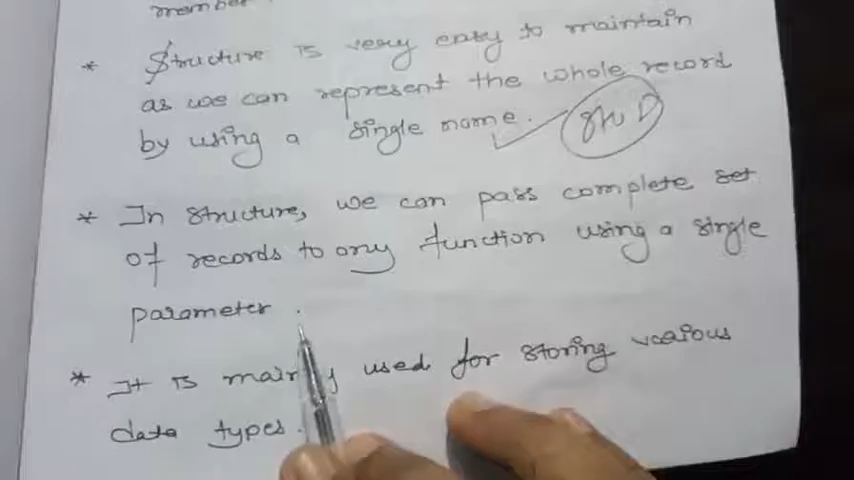 member
* Structure is very easy to maintain
as we can represent the whole record
by using a single name.
* In structure, we can pass complete set
of records to any function using a single
parameter.
* It is mainly used for storing various
data types.